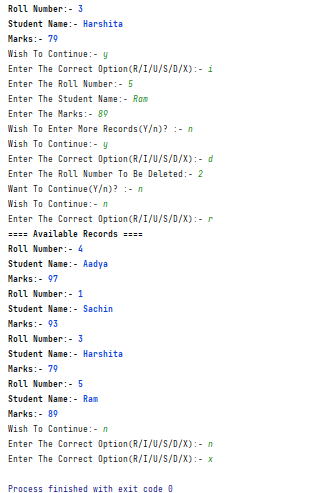 Roll Number:- 3
Student Name:- Harshita
Marks:- 79
Wish To Continue:- y
Enter The Correct Option(R/I/U/S/D/X):- i
Enter The Roll Number:- 5
Enter The Student Name:- Ram
Enter The Marks:- 89
Wish To Enter More Records(Y/n)? :- n
Wish To Continue:- y
Enter The Correct Option(R/I/U/S/D/X):- d
Enter The Roll Number To Be Deleted:- 2
Want To Continue(Y/n)? :- n
Wish To Continue:- n
Enter The Correct Option(R/I/U/S/D/X):- r
==== Available Records ====
Roll Number:- 4
Student Name:- Aadya
Marks:- 97
Roll Number:- 1
Student Name:- Sachin
Marks:- 93
Roll Number:- 3
Student Name:- Harshita
Marks:- 79
Roll Number:- 5
Student Name:- Ram
Marks:- 89
Wish To Continue:- n
Enter The Correct Option(R/I/U/S/D/X):- n
Enter The Correct Option(R/I/U/S/D/X):- x
Process finished with exit code 0